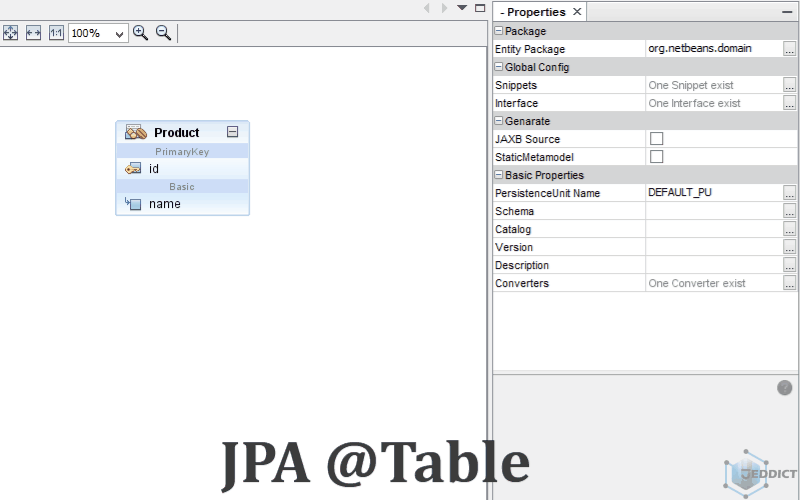 100%
1:1
Product
PrimaryKey
id
Basic
name
- Properties
Package
Entity Package org.netbeans.domain ...
Global Config
Snippets One Snippet exist ...
Interface One Interface exist ...
Genarate
JAXB Source
StaticMetamodel
Basic Properties
PersistenceUnit Name DEFAULT_PU ...
Schema ...
Catalog ...
Version ...
Description ...
Converters One Converter exist ...
?
JPA @Table
JEDDICT